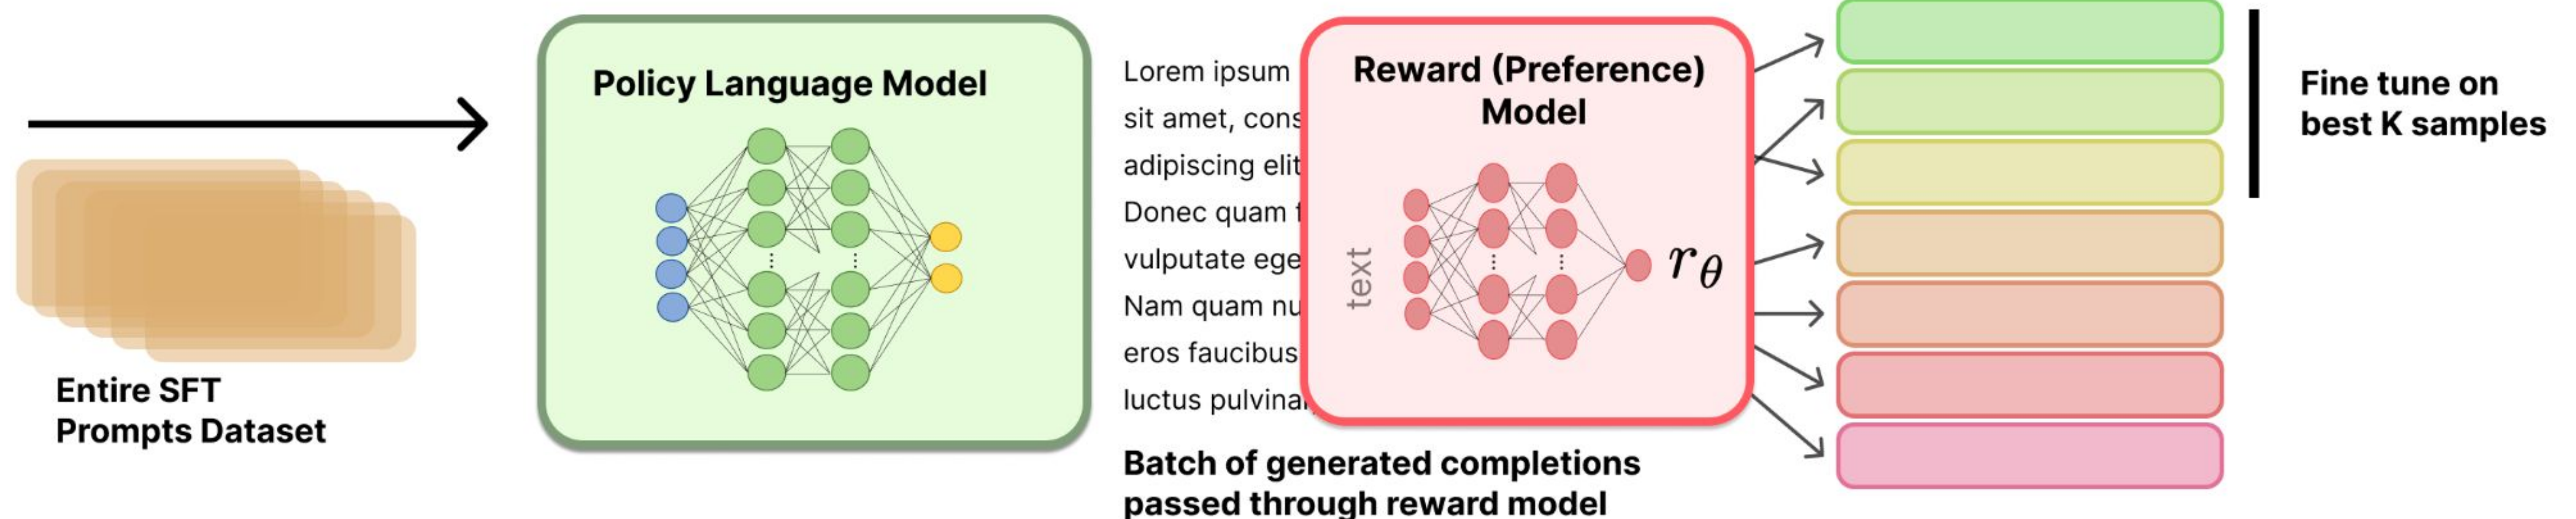 Entire SFT
Prompts Dataset
Policy Language Model
Lorem ipsum
sit amet, cons
adipiscing elit
Donec quam
vulputate ege
Nam quam nu
eros faucibus
luctus pulvinar
Batch of generated completions
passed through reward model
Reward (Preference)
Model
text
rθ
Fine tune on
best K samples